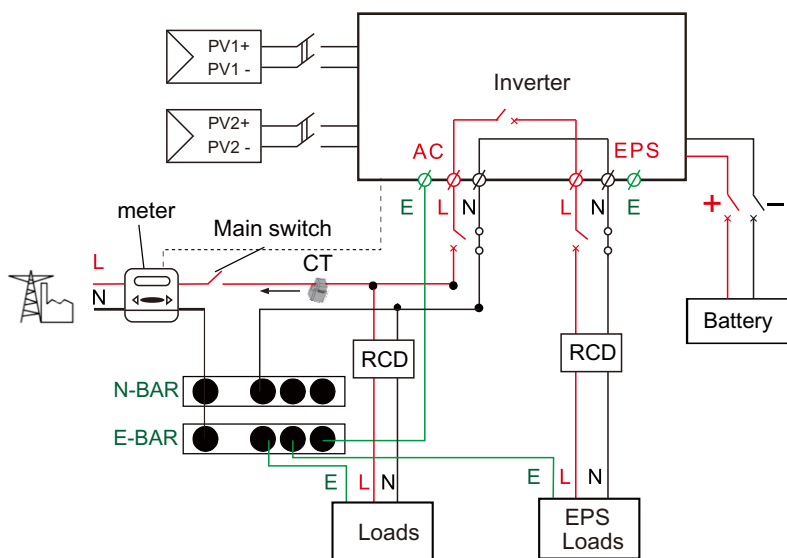 PV1+
PV1 -
PV2+
PV2 -
Inverter
AC
EPS
E
L
N
L
N
E
+
-
meter
Main switch
CT
L
N
Battery
RCD
RCD
N-BAR
E-BAR
E
L
N
E
L
N
Loads
EPS
Loads